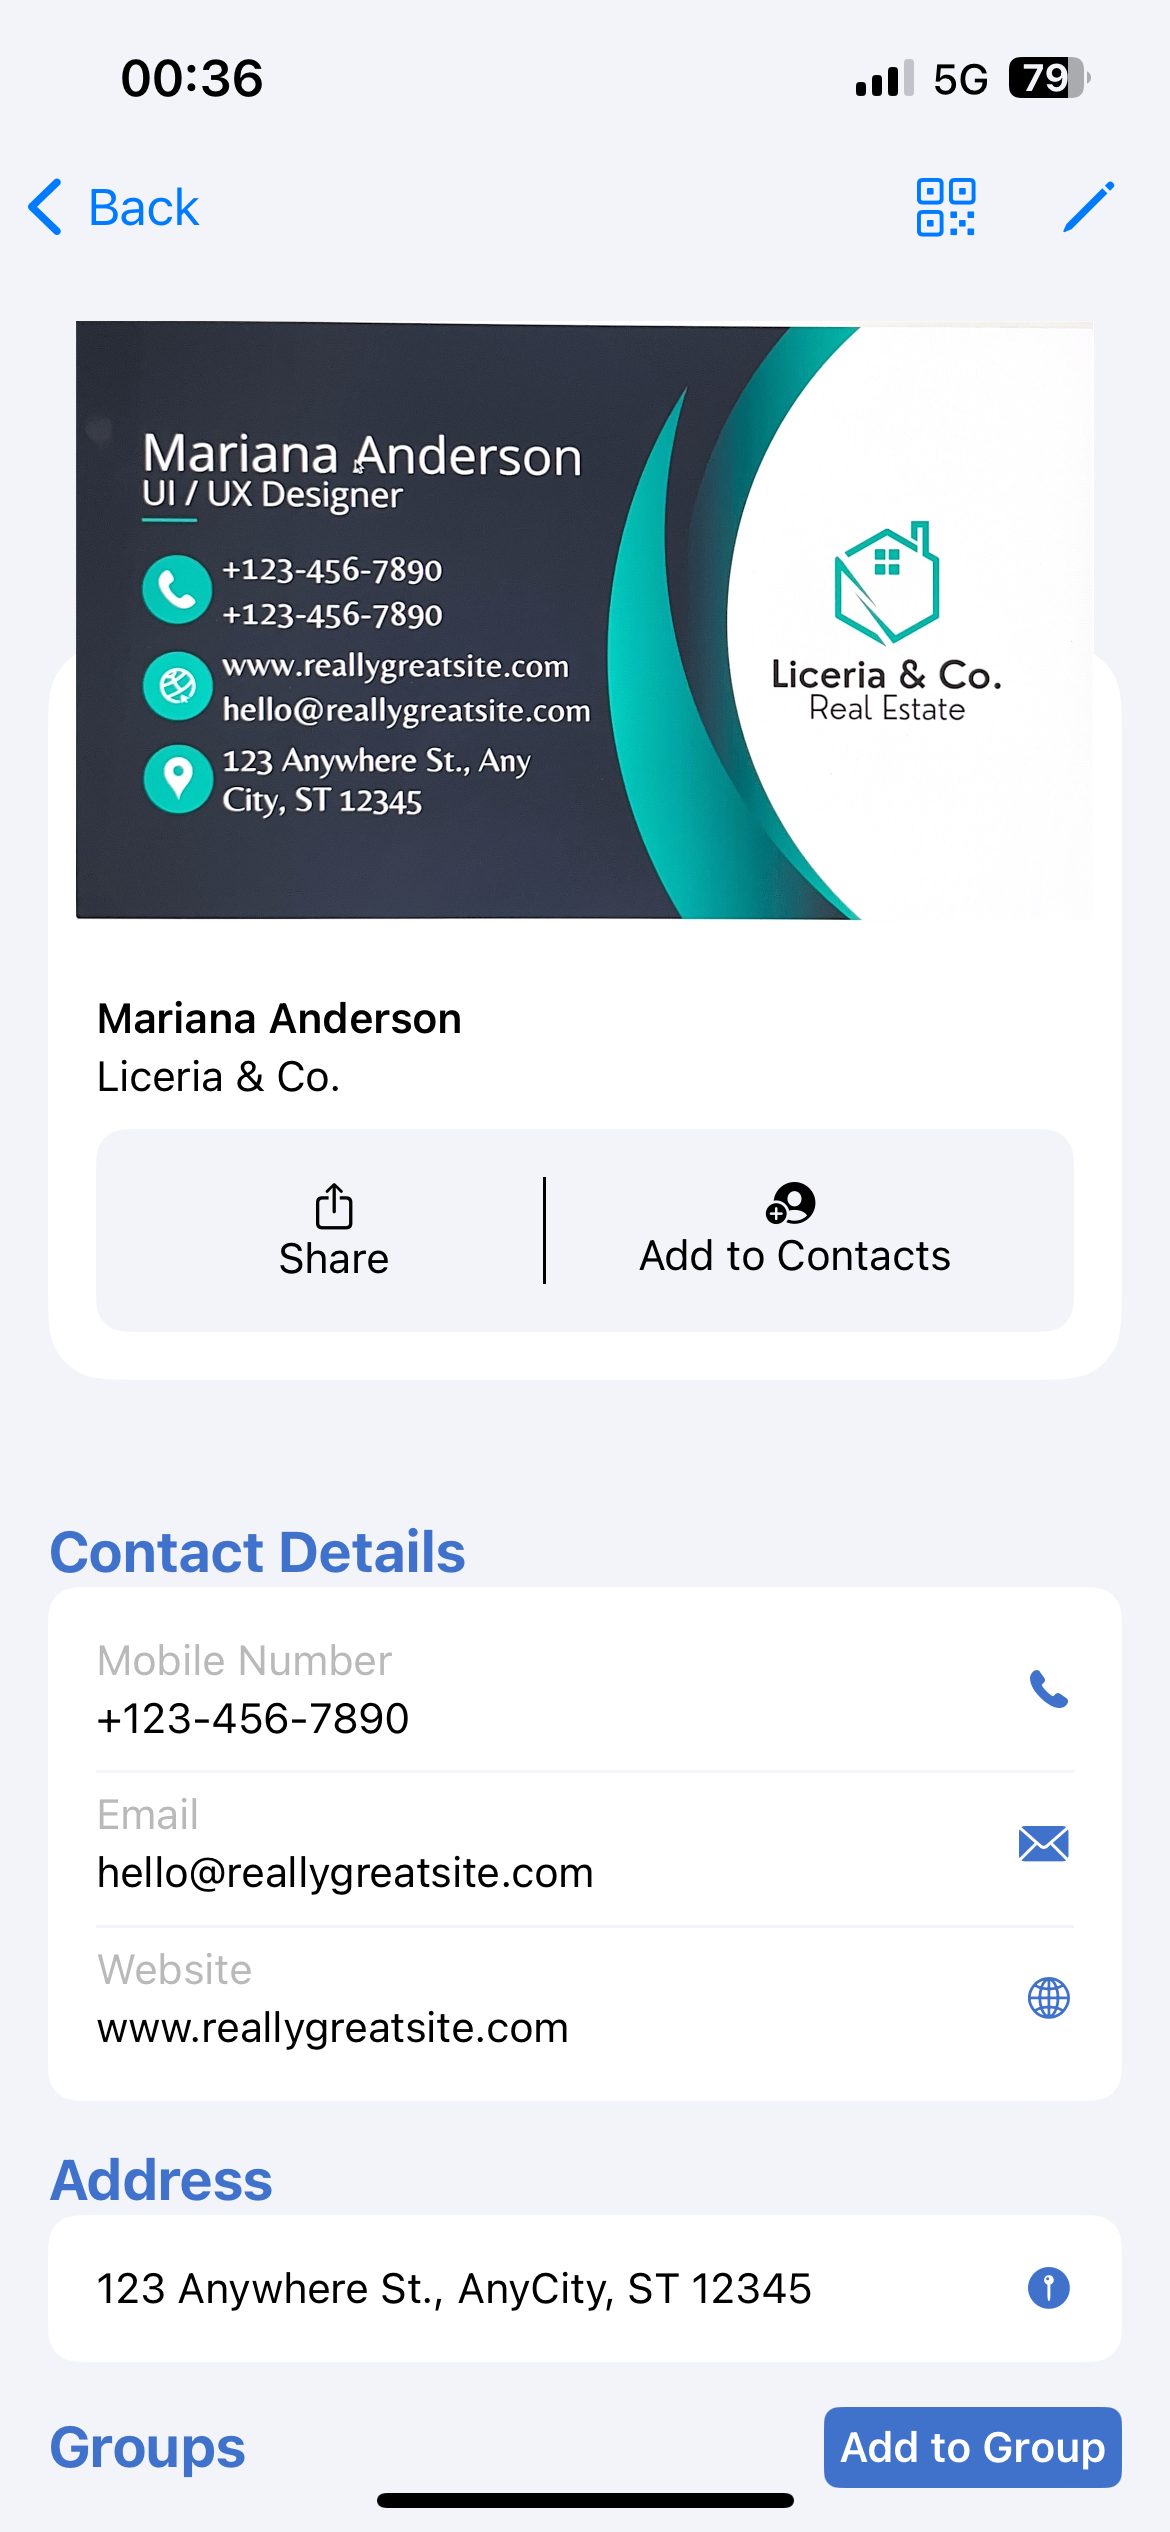 00:36
5G 79
Back
Mariana Anderson
UI / UX Designer
+123-456-7890
+123-456-7890
www.reallygreatsite.com
hello@reallygreatsite.com
123 Anywhere St., Any
City, ST 12345
Liceria & Co.
Real Estate
Mariana Anderson
Liceria & Co.
Share
Add to Contacts
Contact Details
Mobile Number
+123-456-7890
Email
hello@reallygreatsite.com
Website
www.reallygreatsite.com
Address
123 Anywhere St., AnyCity, ST 12345
Groups
Add to Group